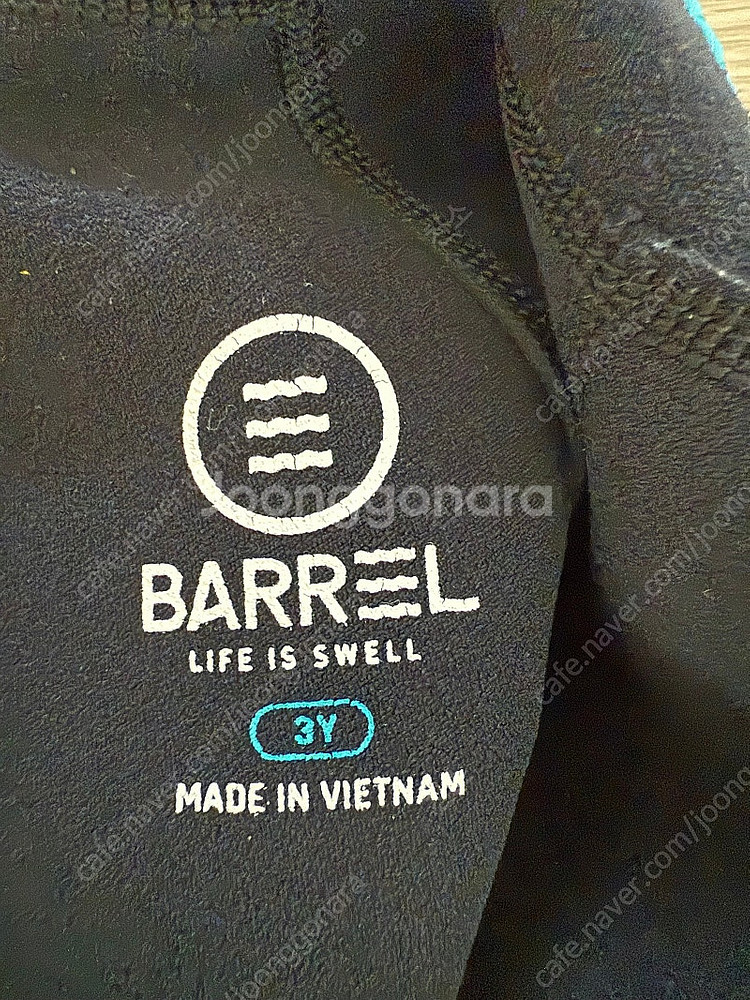 BARREL
LIFE IS SWELL
3Y
MADE IN VIETNAM
Joonggonara
cafe.naver.com/joonggonara